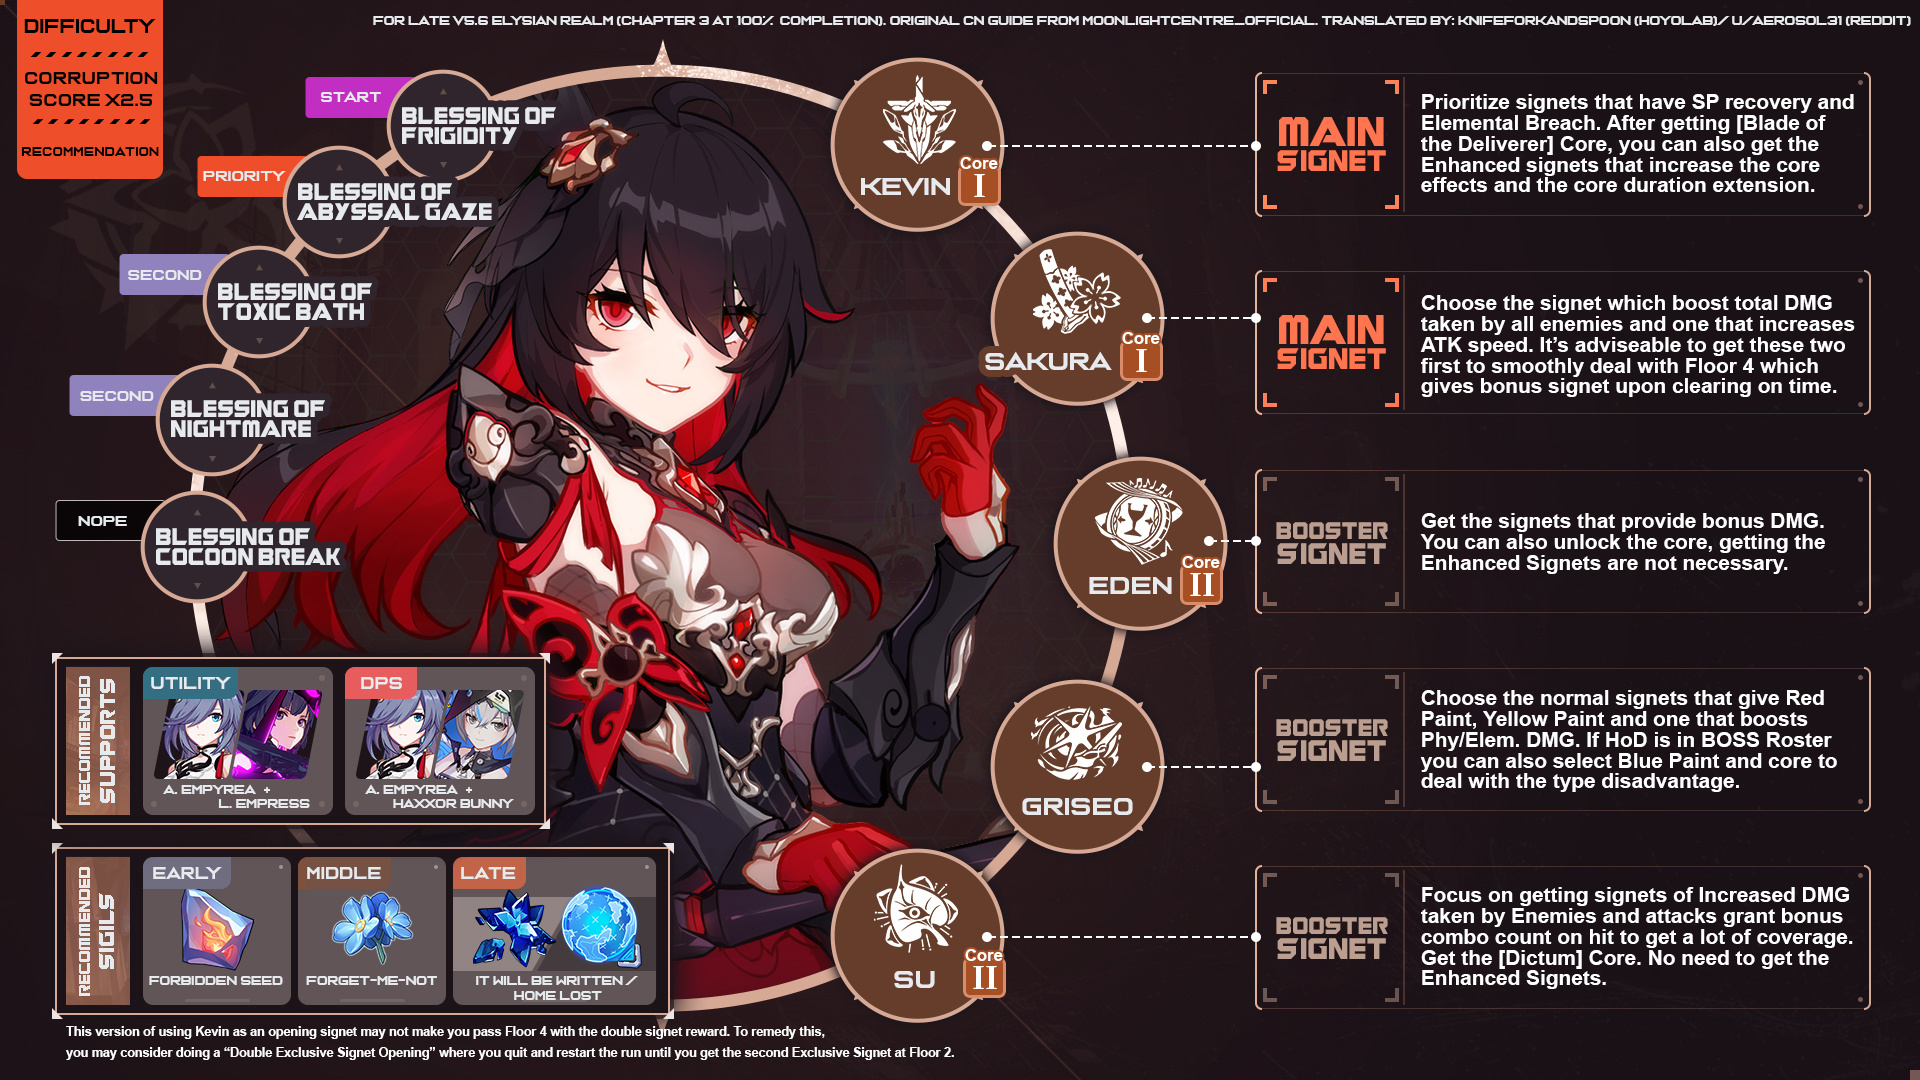 DIFFICULTY
CORRUPTION
SCORE X2.5
RECOMMENDATION
FOR LATE V5.6 ELYSIAN REALM (CHAPTER 3 AT 100% COMPLETION). ORIGINAL CN GUIDE FROM MOONLIGHTCENTRE_OFFICIAL. TRANSLATED BY: KNIFEFORKANDSPOON (HOYOLAB)/ U/AEROSOL31 (REDDIT)
START
BLESSING OF
FRIGIDITY
PRIORITY
BLESSING OF
ABYSSAL GAZE
SECOND
BLESSING OF
TOXIC BATH
SECOND
BLESSING OF
NIGHTMARE
NOPE
BLESSING OF
COCOON BREAK
KEVIN
Core
I
MAIN
SIGNET
Prioritize signets that have SP recovery and
Elemental Breach. After getting [Blade of
the Deliverer] Core, you can also get the
Enhanced signets that increase the core
effects and the core duration extension.
SAKURA
Core
I
MAIN
SIGNET
Choose the signet which boost total DMG
taken by all enemies and one that increases
ATK speed. It’s adviseable to get these two
first to smoothly deal with Floor 4 which
gives bonus signet upon clearing on time.
EDEN
Core
II
BOOSTER
SIGNET
Get the signets that provide bonus DMG.
You can also unlock the core, getting the
Enhanced Signets are not necessary.
GRISEO
BOOSTER
SIGNET
Choose the normal signets that give Red
Paint, Yellow Paint and one that boosts
Phy/Elem. DMG. If HoD is in BOSS Roster
you can also select Blue Paint and core to
deal with the type disadvantage.
SU
Core
II
BOOSTER
SIGNET
Focus on getting signets of Increased DMG
taken by Enemies and attacks grant bonus
combo count on hit to get a lot of coverage.
Get the [Dictum] Core. No need to get the
Enhanced Signets.
RECOMMENDED
SUPPORTS
UTILITY
A. EMPYREA +
L. EMPRESS
DPS
A. EMPYREA +
HAXXOR BUNNY
RECOMMENDED
SIGILS
EARLY
FORBIDDEN SEED
MIDDLE
FORGET-ME-NOT
LATE
IT WILL BE WRITTEN /
HOME LOST
This version of using Kevin as an opening signet may not make you pass Floor 4 with the double signet reward. To remedy this,
you may consider doing a “Double Exclusive Signet Opening” where you quit and restart the run until you get the second Exclusive Signet at Floor 2.